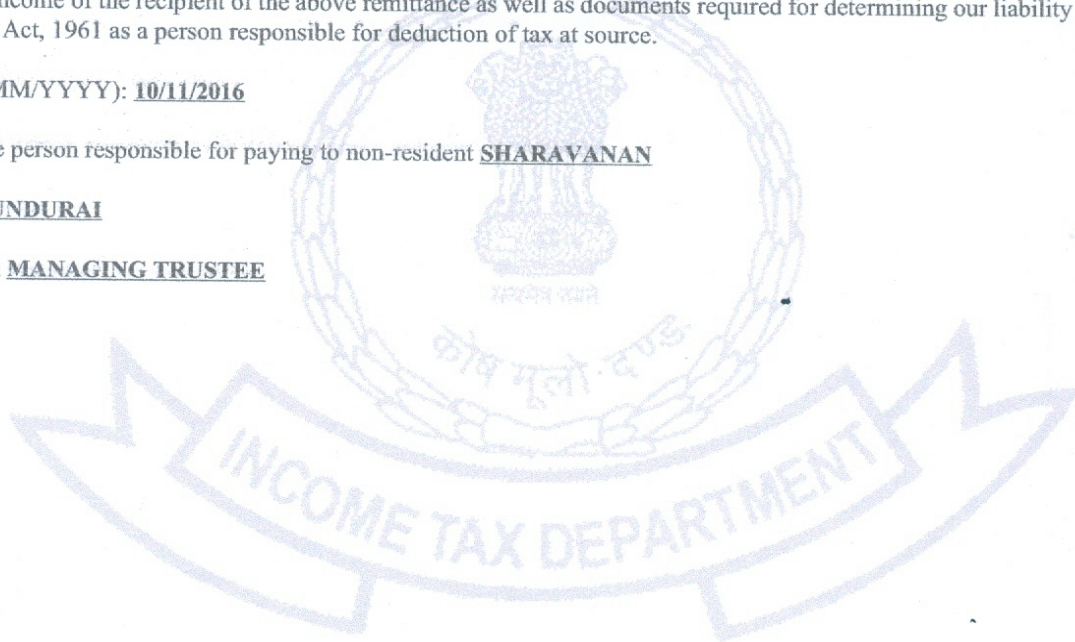 income of the recipient of the above remittance as well as documents required for determining our liability
Act, 1961 as a person responsible for deduction of tax at source.
MM/YYYY): 10/11/2016
person responsible for paying to non-resident SHARAVANAN
UNDURAI
MANAGING TRUSTEE
सत्यमेव जयते
कोष मूलो दण्ड
INCOME TAX DEPARTMENT